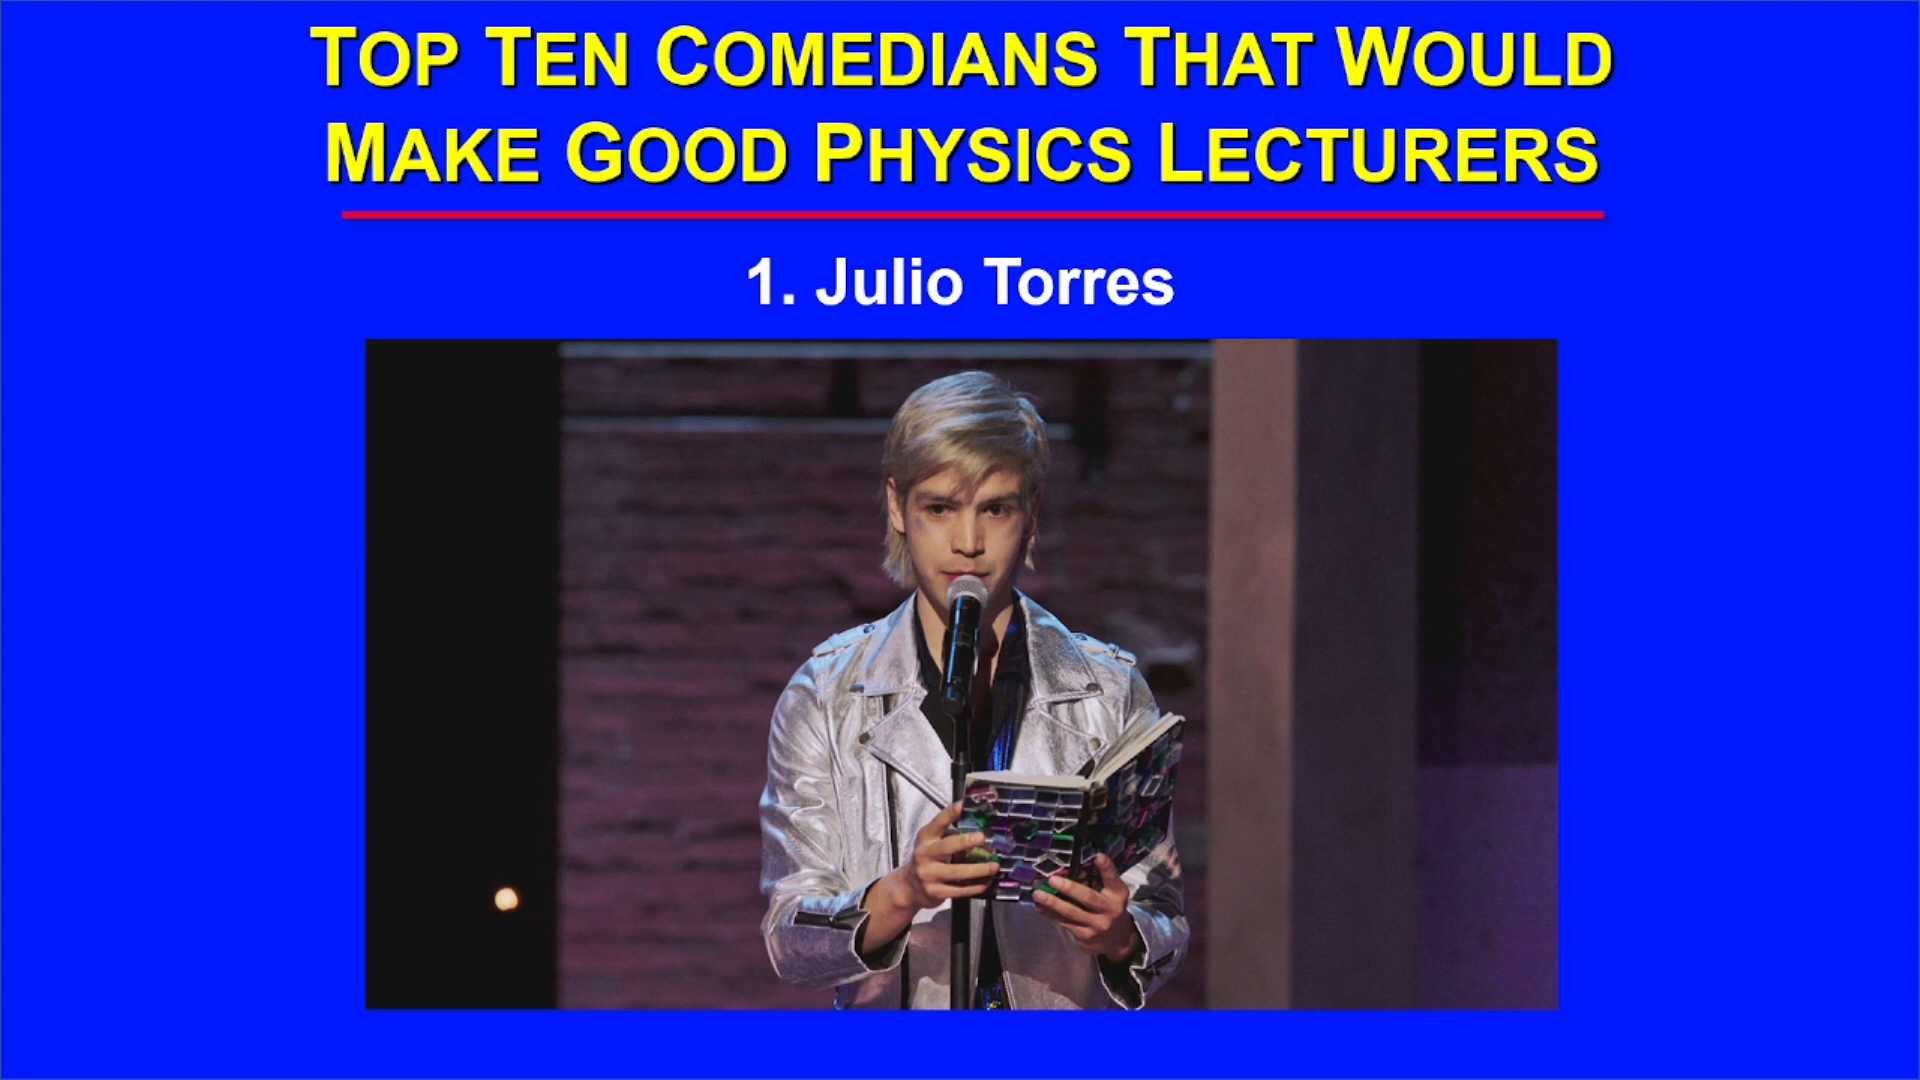 TOP TEN COMEDIANS THAT WOULD
MAKE GOOD PHYSICS LECTURERS
1. Julio Torres